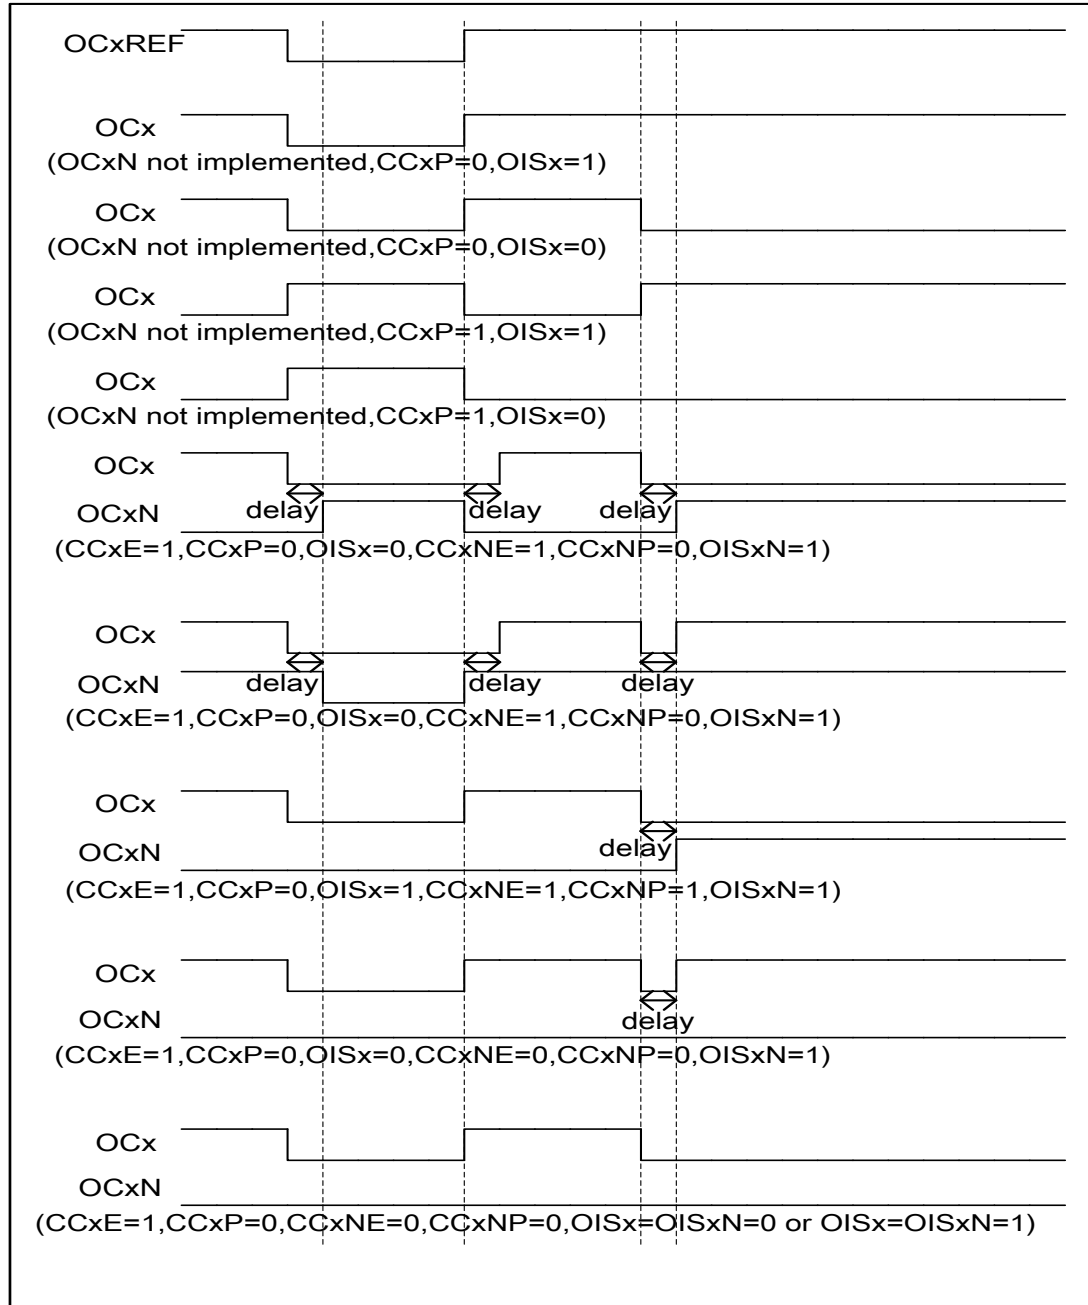 OCxREF
OCx
(OCxN not implemented,CCxP=0,OISx=1)
OCx
(OCxN not implemented,CCxP=0,OISx=0)
OCx
(OCxN not implemented,CCxP=1,OISx=1)
OCx
(OCxN not implemented,CCxP=1,OISx=0)
OCx
delay delay delay
OCxN
(CCxE=1,CCxP=0,OISx=0,CCxNE=1,CCxNP=0,OISxN=1)
OCx
delay delay delay
OCxN
(CCxE=1,CCxP=0,OISx=0,CCxNE=1,CCxNP=0,OISxN=1)
OCx
delay
OCxN
(CCxE=1,CCxP=0,OISx=1,CCxNE=1,CCxNP=1,OISxN=1)
OCx
OCxN
delay
(CCxE=1,CCxP=0,OISx=0,CCxNE=0,CCxNP=0,OISxN=1)
OCx
OCxN
(CCxE=1,CCxP=0,CCxNE=0,CCxNP=0,OISx=OISxN=0 or OISx=OISxN=1)